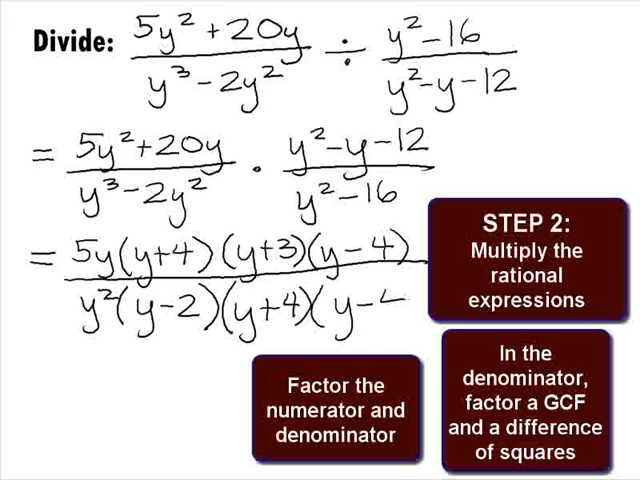 Divide: (5y² + 20y)/(y³ - 2y²) ÷ (y² - 16)/(y² - y - 12)
= (5y² + 20y)/(y³ - 2y²) · (y² - y - 12)/(y² - 16)
= 5y(y+4)(y+3)(y-4)
y²(y-2)(y+4)(y-4
STEP 2:
Multiply the
rational
expressions
Factor the
numerator and
denominator
In the
denominator,
factor a GCF
and a difference
of squares